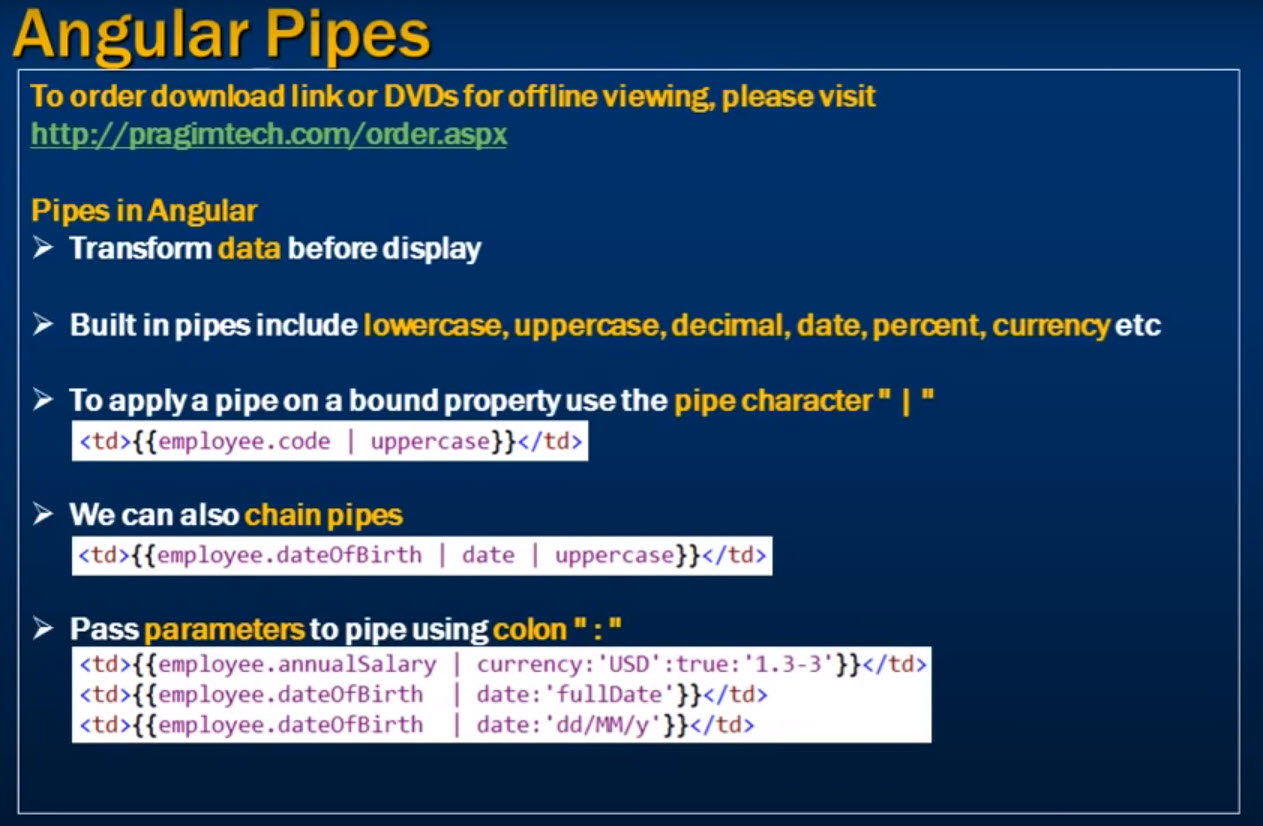 Angular Pipes
To order download link or DVDs for offline viewing, please visit
http://pragimtech.com/order.aspx
Pipes in Angular
➢ Transform data before display
➢ Built in pipes include lowercase, uppercase, decimal, date, percent, currency etc
➢ To apply a pipe on a bound property use the pipe character " | "
<td>{{employee.code | uppercase}}</td>
➢ We can also chain pipes
<td>{{employee.dateOfBirth | date | uppercase}}</td>
➢ Pass parameters to pipe using colon " : "
<td>{{employee.annualSalary | currency:'USD':true:'1.3-3'}}</td>
<td>{{employee.dateOfBirth | date:'fullDate'}}</td>
<td>{{employee.dateOfBirth | date:'dd/MM/y'}}</td>